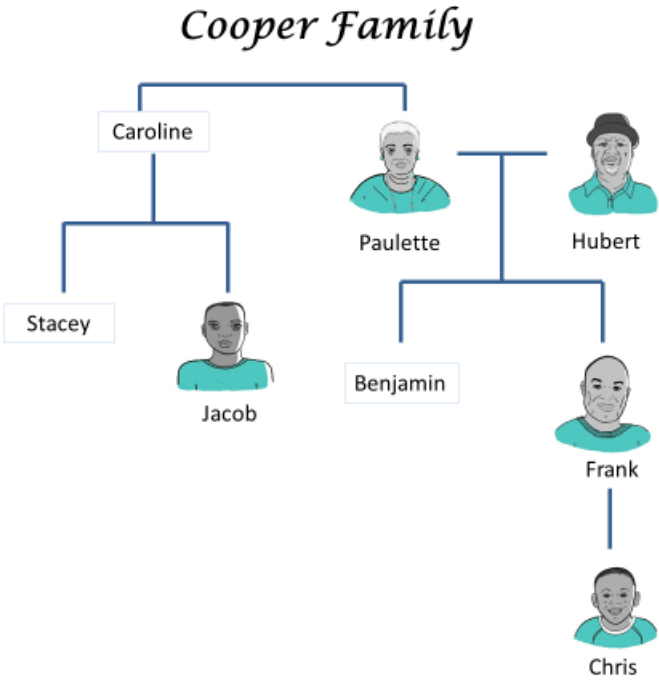 Cooper Family
Caroline
Paulette
Hubert
Stacey
Jacob
Benjamin
Frank
Chris